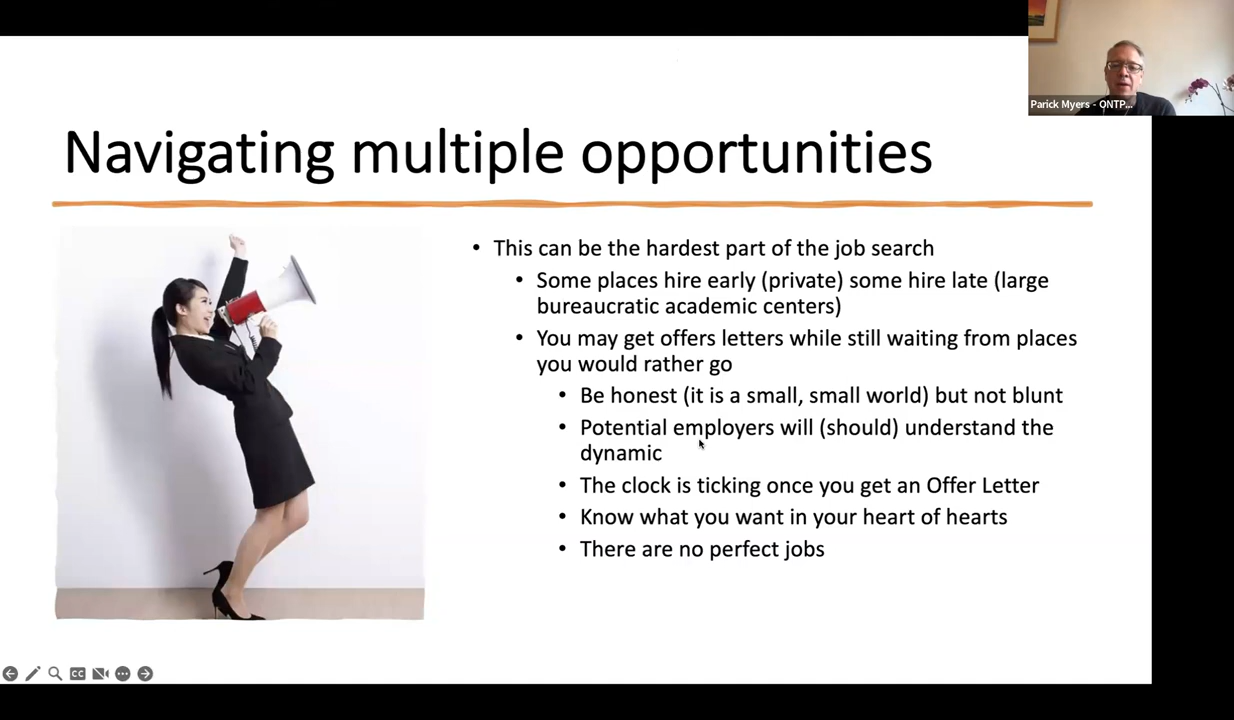 Parick Myers - ONTP...
Navigating multiple opportunities
• This can be the hardest part of the job search
• Some places hire early (private) some hire late (large
bureaucratic academic centers)
• You may get offers letters while still waiting from places
you would rather go
• Be honest (it is a small, small world) but not blunt
• Potential employers will (should) understand the
dynamic
• The clock is ticking once you get an Offer Letter
• Know what you want in your heart of hearts
• There are no perfect jobs
CC